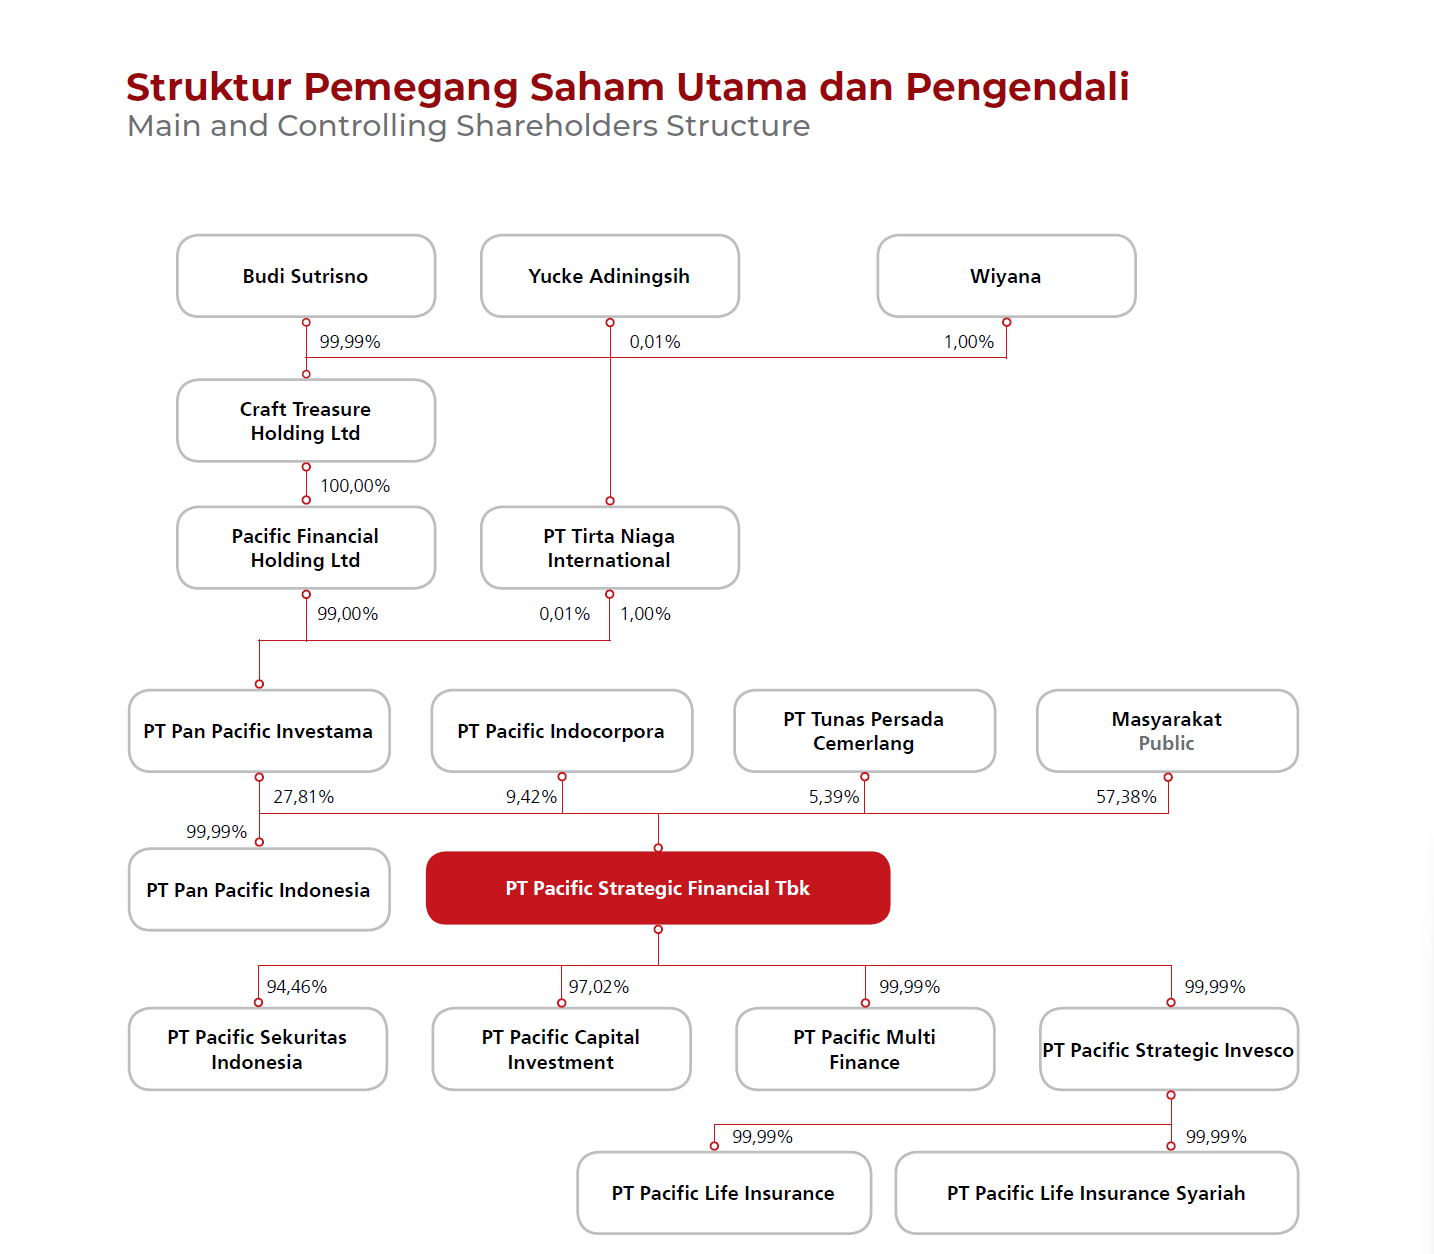 Struktur Pemegang Saham Utama dan Pengendali
Main and Controlling Shareholders Structure
Budi Sutrisno
Yucke Adiningsih
Wiyana
99,99%
0,01%
1,00%
Craft Treasure
Holding Ltd
100,00%
Pacific Financial
Holding Ltd
PT Tirta Niaga
International
99,00%
0,01%
1,00%
PT Pan Pacific Investama
PT Pacific Indocorpora
PT Tunas Persada
Cemerlang
Masyarakat
Public
27,81%
9,42%
5,39%
57,38%
99,99%
PT Pan Pacific Indonesia
PT Pacific Strategic Financial Tbk
94,46%
97,02%
99,99%
99,99%
PT Pacific Sekuritas
Indonesia
PT Pacific Capital
Investment
PT Pacific Multi
Finance
PT Pacific Strategic Invesco
99,99%
99,99%
PT Pacific Life Insurance
PT Pacific Life Insurance Syariah